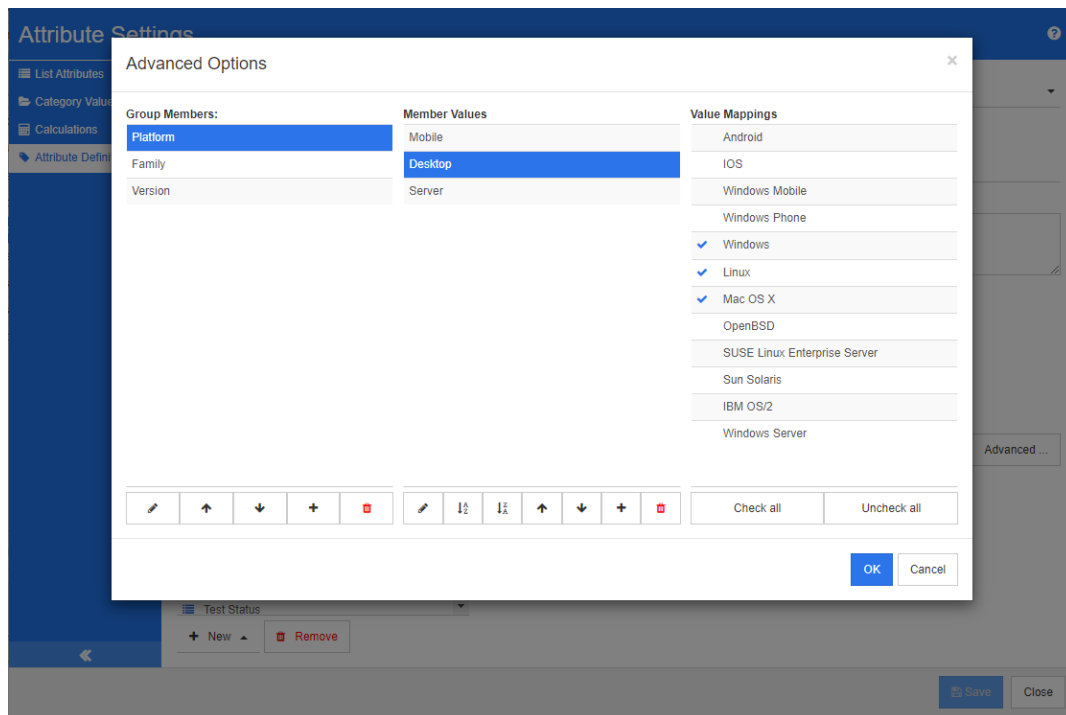 Attribute Settings
List Attributes
Category Value
Calculations
Attribute Defini
Advanced Options
Group Members:
Platform
Family
Version
Member Values
Mobile
Desktop
Server
Value Mappings
Android
IOS
Windows Mobile
Windows Phone
Windows
Linux
Mac OS X
OpenBSD
SUSE Linux Enterprise Server
Sun Solaris
IBM OS/2
Windows Server
Check all
Uncheck all
OK
Cancel
Advanced ...
Test Status
New
Remove
Save
Close